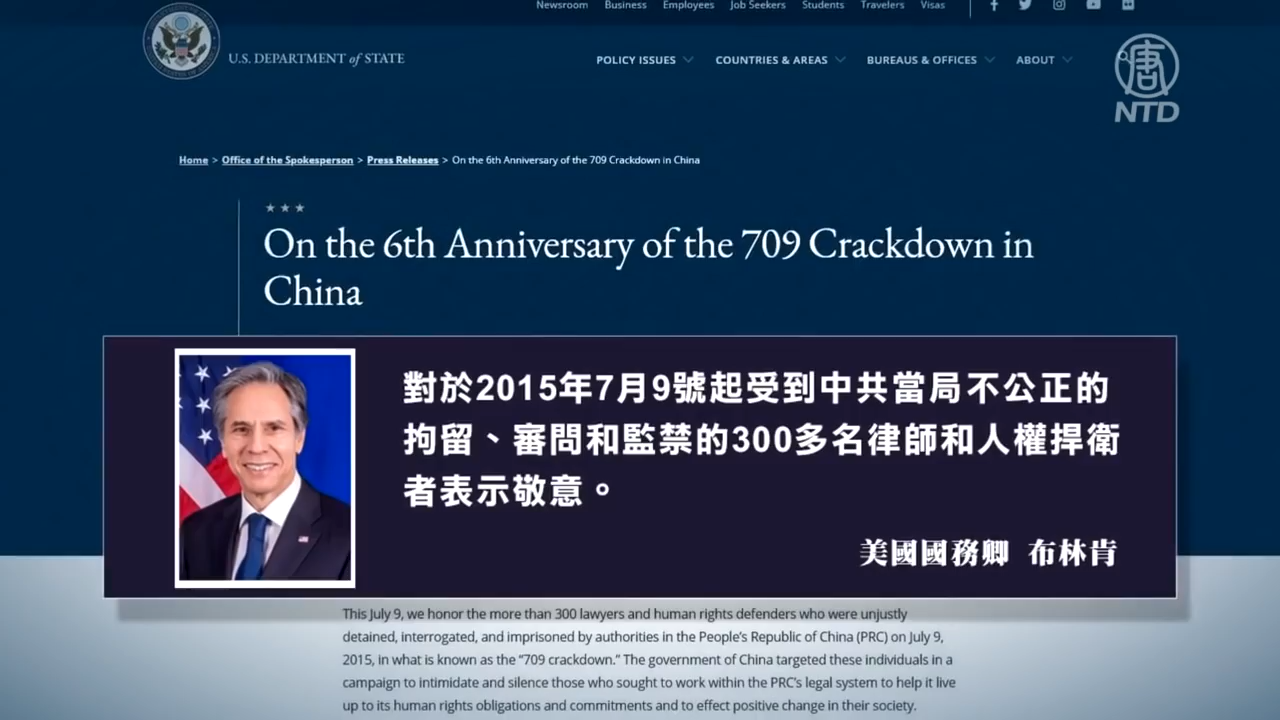 Newsroom Business Employees Job Seekers Students Travelers Visas
U.S. DEPARTMENT of STATE
POLICY ISSUES COUNTRIES & AREAS BUREAUS & OFFICES ABOUT
唐
NTD
Home > Office of the Spokesperson > Press Releases > On the 6th Anniversary of the 709 Crackdown in China
On the 6th Anniversary of the 709 Crackdown in
China
對於2015年7月9號起受到中共當局不公正的
拘留、審問和監禁的300多名律師和人權捍衛
者表示敬意。
美國國務卿 布林肯
This July 9, we honor the more than 300 lawyers and human rights defenders who were unjustly
detained, interrogated, and imprisoned by authorities in the People's Republic of China (PRC) on July 9,
2015, in what is known as the “709 crackdown.” The government of China targeted these individuals in a
campaign to intimidate and silence those who sought to work within the PRC's legal system to help it live
up to its human rights obligations and commitments and to effect positive change in their society.